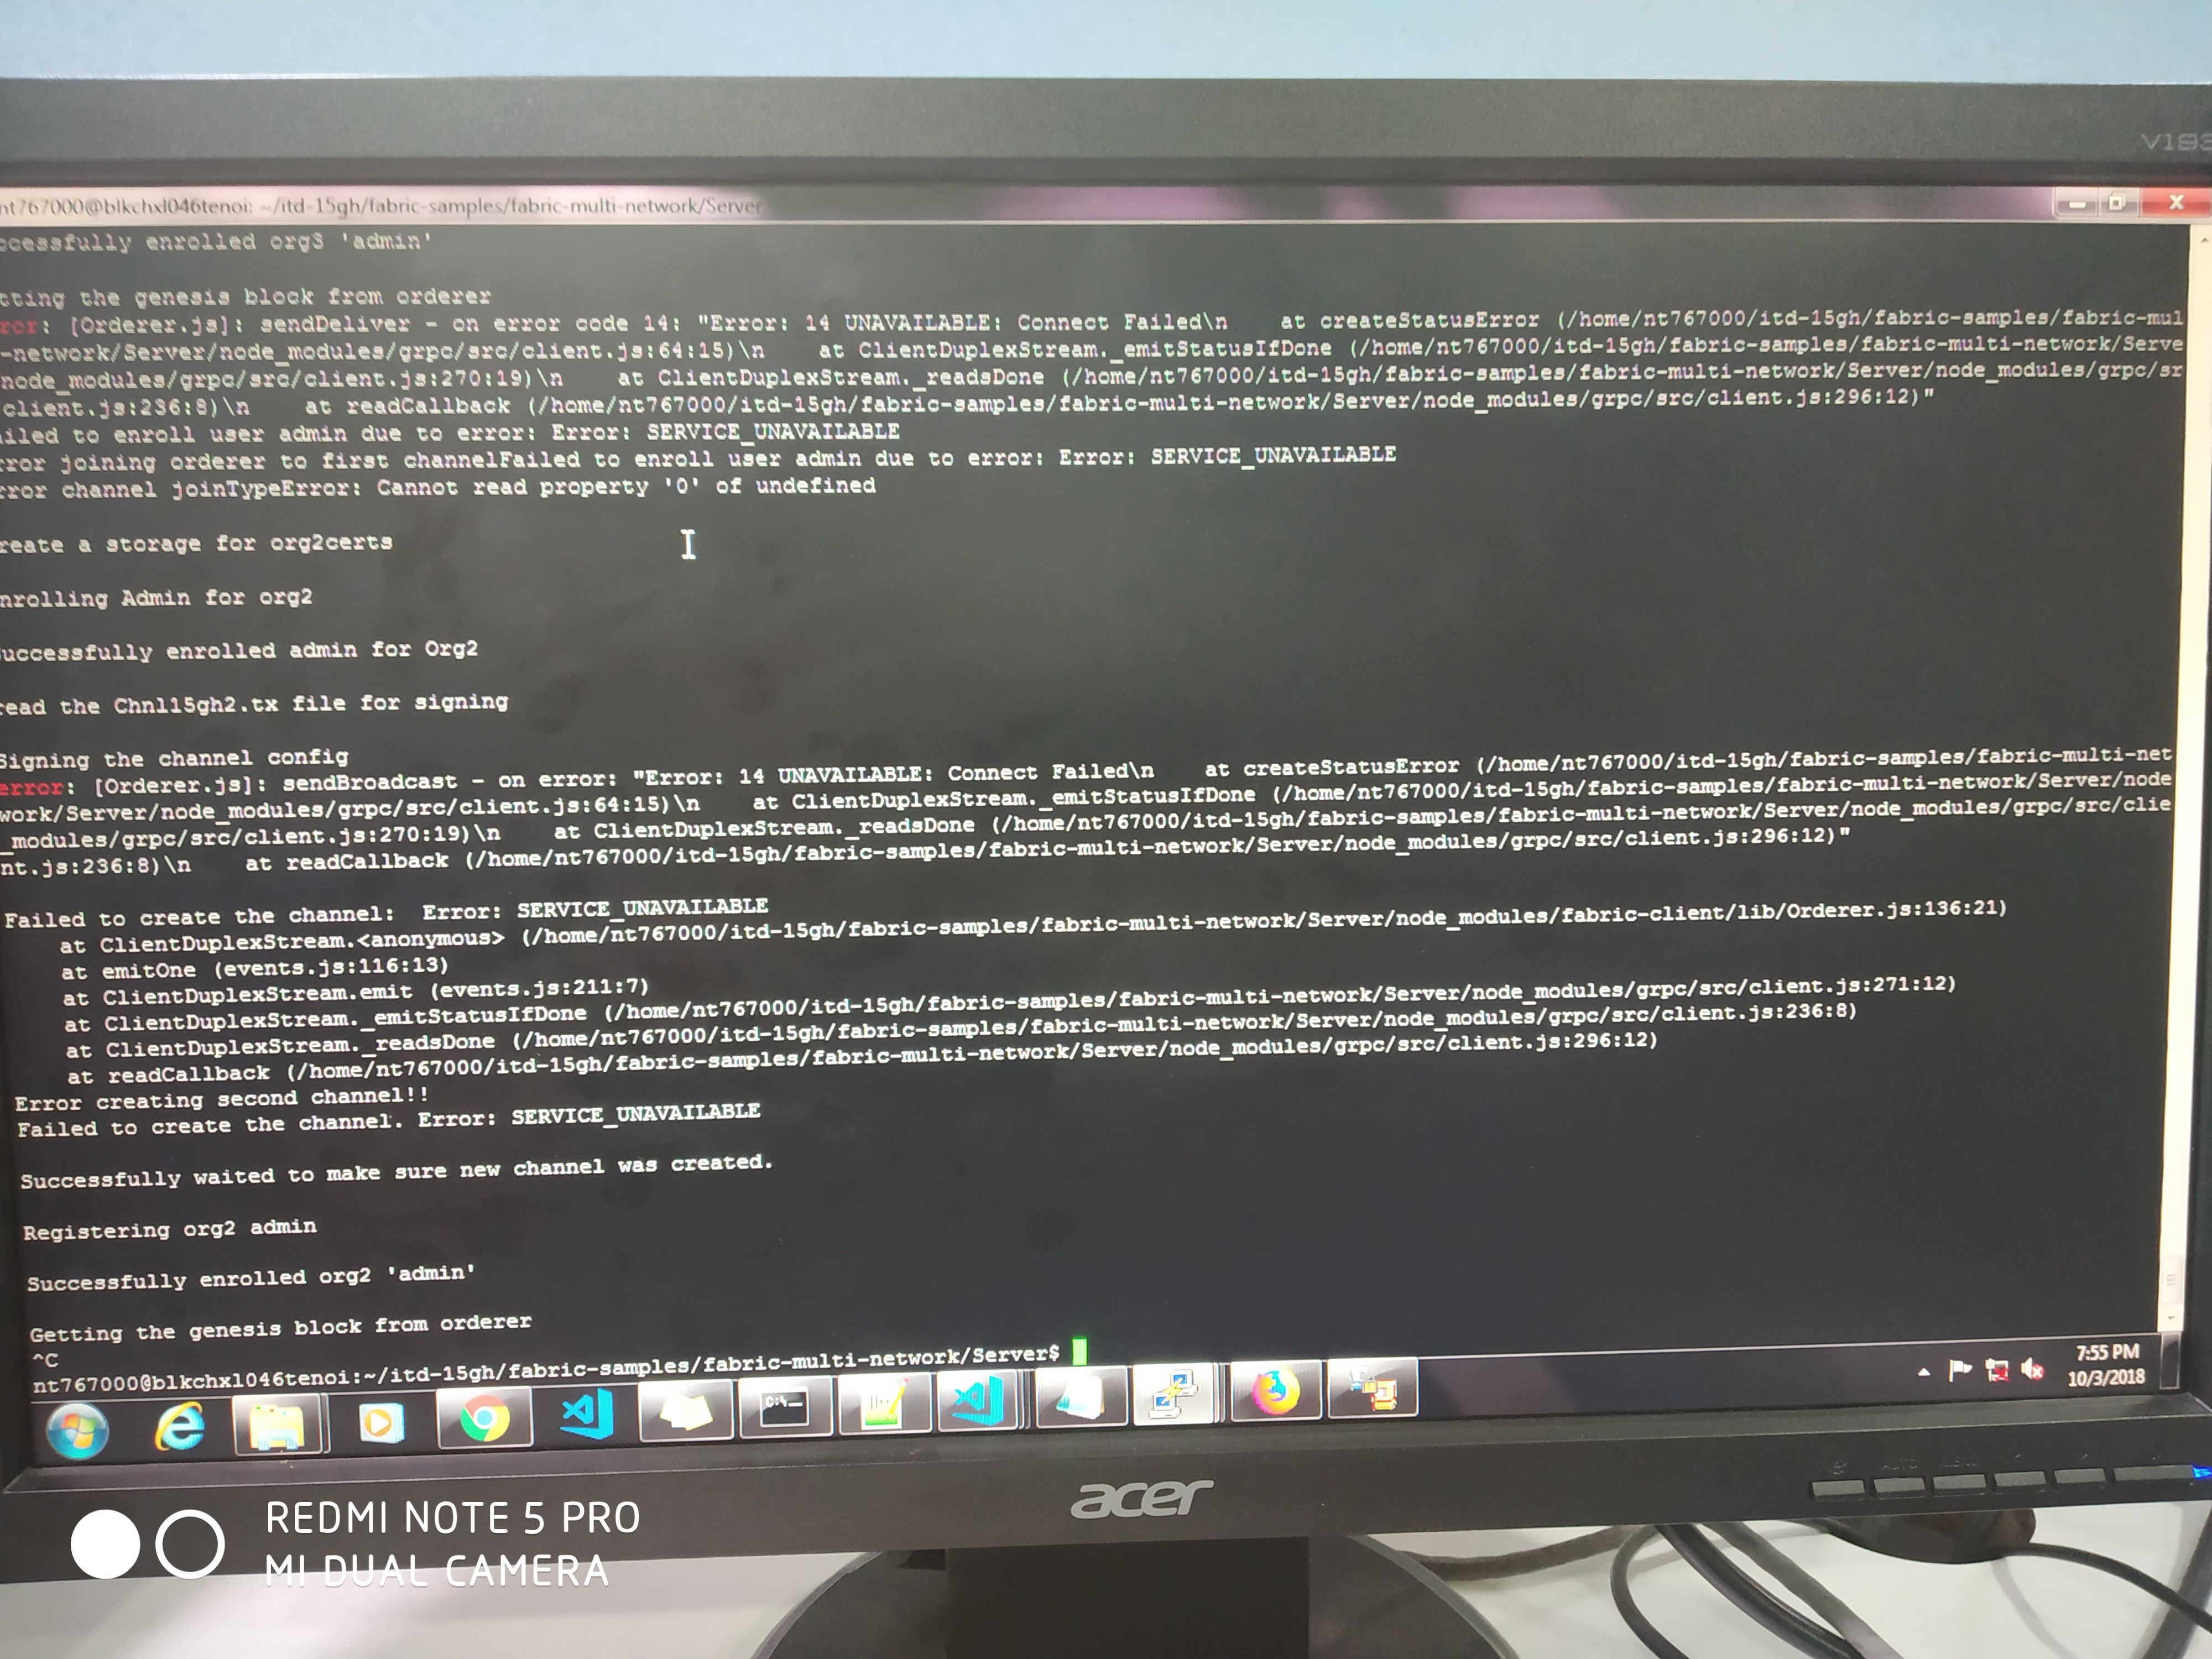 V193
nt767000@blkchxl046tenoi: ~/itd-15gh/fabric-samples/fabric-multi-network/Server
ccessfully enrolled org3 'admin'
tting the genesis block from orderer
ror: [Orderer.js]: sendDeliver - on error code 14: "Error: 14 UNAVAILABLE: Connect Failed\n    at createStatusError (/home/nt767000/itd-15gh/fabric-samples/fabric-mul
-network/Server/node_modules/grpc/src/client.js:64:15)\n    at ClientDuplexStream._emitStatusIfDone (/home/nt767000/itd-15gh/fabric-samples/fabric-multi-network/Serve
node_modules/grpc/src/client.js:270:19)\n    at ClientDuplexStream._readsDone (/home/nt767000/itd-15gh/fabric-samples/fabric-multi-network/Server/node_modules/grpc/sr
client.js:236:8)\n    at readCallback (/home/nt767000/itd-15gh/fabric-samples/fabric-multi-network/Server/node_modules/grpc/src/client.js:296:12)"
ailed to enroll user admin due to error: Error: SERVICE_UNAVAILABLE
rror joining orderer to first channelFailed to enroll user admin due to error: Error: SERVICE_UNAVAILABLE
rror channel joinTypeError: Cannot read property '0' of undefined
reate a storage for org2certs
nrolling Admin for org2
uccessfully enrolled admin for Org2
read the Chnl15gh2.tx file for signing
Signing the channel config
error: [Orderer.js]: sendBroadcast - on error: "Error: 14 UNAVAILABLE: Connect Failed\n    at createStatusError (/home/nt767000/itd-15gh/fabric-samples/fabric-multi-net
work/Server/node_modules/grpc/src/client.js:64:15)\n    at ClientDuplexStream._emitStatusIfDone (/home/nt767000/itd-15gh/fabric-samples/fabric-multi-network/Server/node
_modules/grpc/src/client.js:270:19)\n    at ClientDuplexStream._readsDone (/home/nt767000/itd-15gh/fabric-samples/fabric-multi-network/Server/node_modules/grpc/src/clie
nt.js:236:8)\n    at readCallback (/home/nt767000/itd-15gh/fabric-samples/fabric-multi-network/Server/node_modules/grpc/src/client.js:296:12)"
Failed to create the channel:  Error: SERVICE_UNAVAILABLE
at ClientDuplexStream.<anonymous> (/home/nt767000/itd-15gh/fabric-samples/fabric-multi-network/Server/node_modules/fabric-client/lib/Orderer.js:136:21)
at emitOne (events.js:116:13)
at ClientDuplexStream.emit (events.js:211:7)
at ClientDuplexStream._emitStatusIfDone (/home/nt767000/itd-15gh/fabric-samples/fabric-multi-network/Server/node_modules/grpc/src/client.js:271:12)
at ClientDuplexStream._readsDone (/home/nt767000/itd-15gh/fabric-samples/fabric-multi-network/Server/node_modules/grpc/src/client.js:236:8)
at readCallback (/home/nt767000/itd-15gh/fabric-samples/fabric-multi-network/Server/node_modules/grpc/src/client.js:296:12)
Error creating second channel!!
Failed to create the channel. Error: SERVICE_UNAVAILABLE
Successfully waited to make sure new channel was created.
Registering org2 admin
Successfully enrolled org2 'admin'
Getting the genesis block from orderer
^C
nt767000@blkchxl046tenoi:~/itd-15gh/fabric-samples/fabric-multi-network/Server$
7:55 PM
10/3/2018
acer
REDMI NOTE 5 PRO
MI DUAL CAMERA